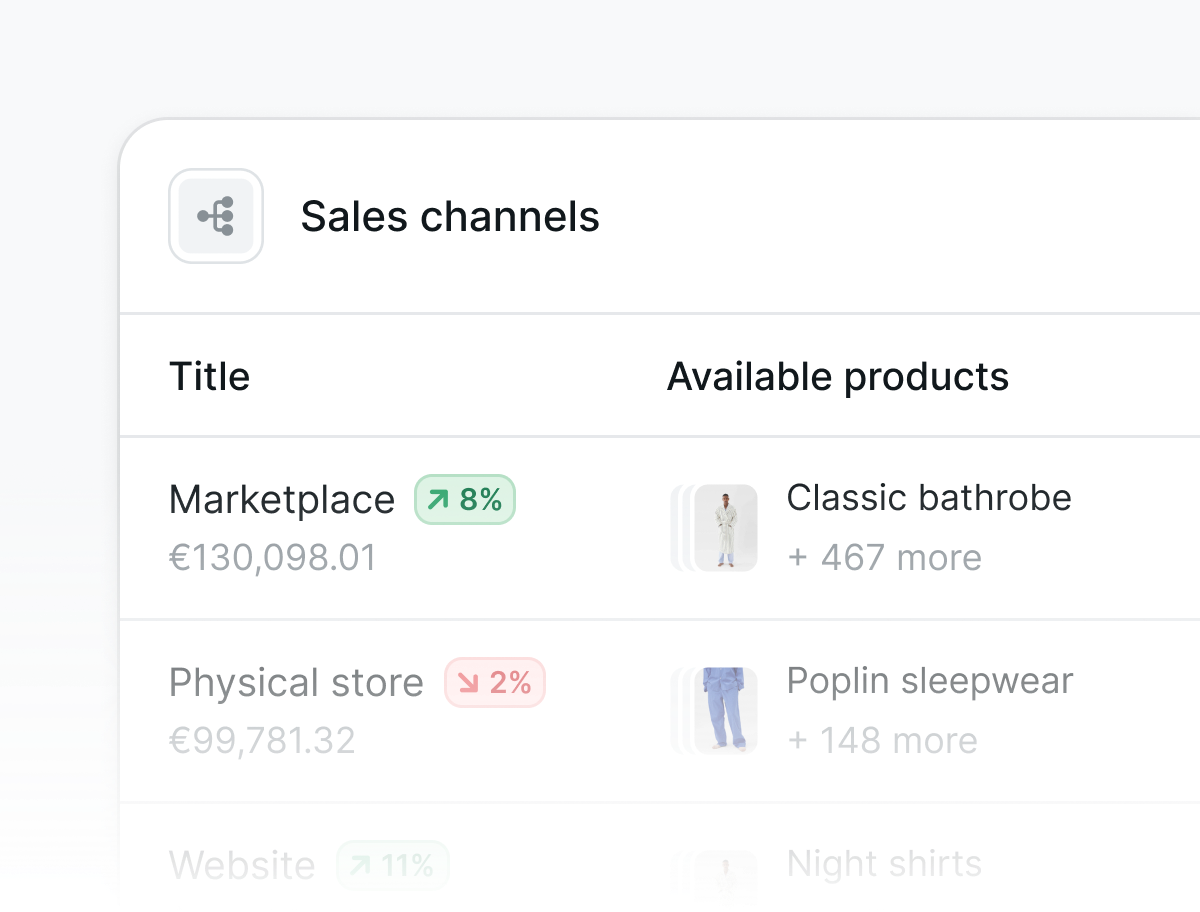 Sales channels
Title
Available products
Marketplace 8%
Classic bathrobe
€130,098.01
+ 467 more
Physical store 2%
Poplin sleepwear
€99,781.32
+ 148 more
Website 11%
Night shirts